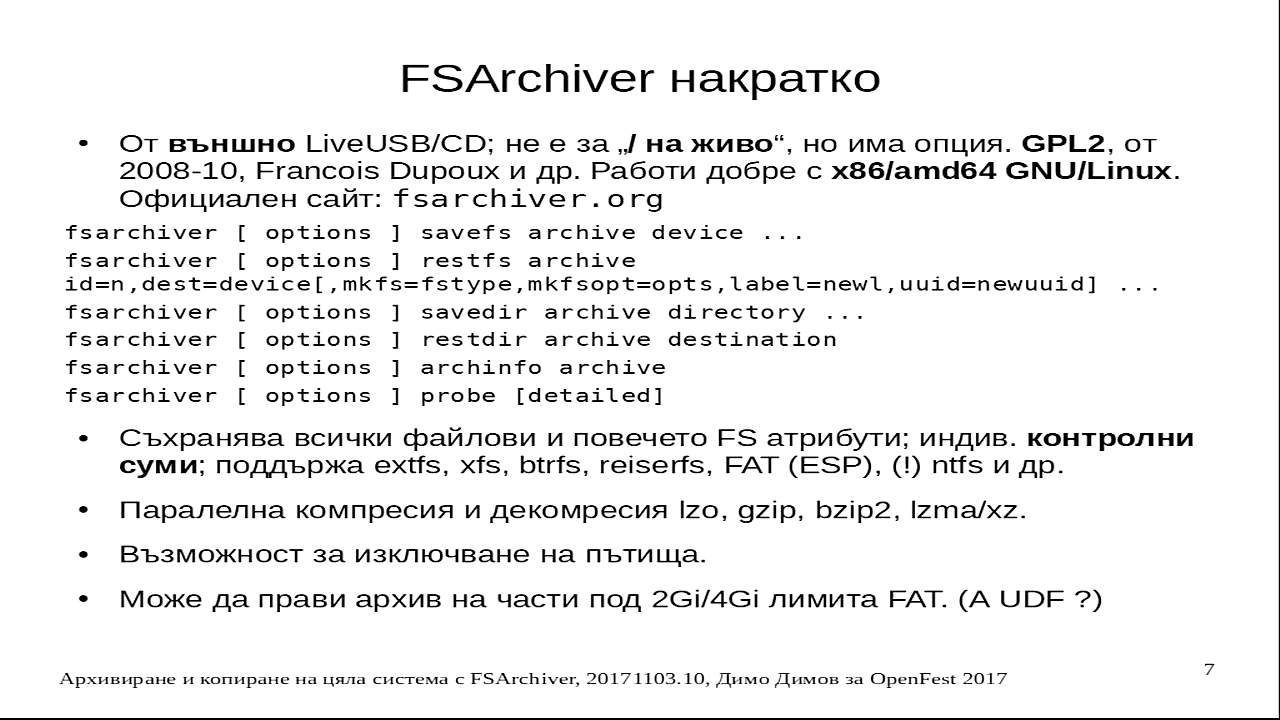 FSArchiver накратко
• От външно LiveUSB/CD; не е за „/ на живо“, но има опция. GPL2, от
2008-10, Francois Dupoux и др. Работи добре с x86/amd64 GNU/Linux.
Официален сайт: fsarchiver.org
fsarchiver [ options ] savefs archive device ...
fsarchiver [ options ] restfs archive
id=n,dest=device[,mkfs=fstype,mkfsopt=opts,label=newl,uuid=newuuid] ...
fsarchiver [ options ] savedir archive directory ...
fsarchiver [ options ] restdir archive destination
fsarchiver [ options ] archinfo archive
fsarchiver [ options ] probe [detailed]
• Съхранява всички файлови и повечето FS атрибути; индив. контролни
суми; поддържа extfs, xfs, btrfs, reiserfs, FAT (ESP), (!) ntfs и др.
• Паралелна компресия и декомресия lzo, gzip, bzip2, lzma/xz.
• Възможност за изключване на пътища.
• Може да прави архив на части под 2Gi/4Gi лимита FAT. (А UDF ?)
Архивиране и копиране на цяла система с FSArchiver, 20171103.10, Димо Димов за OpenFest 2017
7